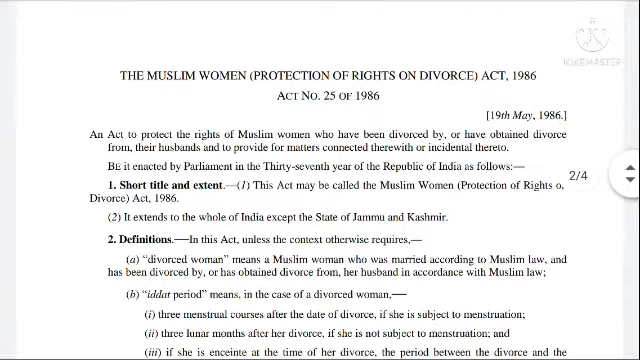 THE MUSLIM WOMEN (PROTECTION OF RIGHTS ON DIVORCE) ACT, 1986
ACT NO. 25 OF 1986
[19th May, 1986.]
An Act to protect the rights of Muslim women who have been divorced by, or have obtained divorce
from, their husbands and to provide for matters connected therewith or incidental thereto.
BE it enacted by Parliament in the Thirty-seventh year of the Republic of India as follows:—
1. Short title and extent.—(1) This Act may be called the Muslim Women (Protection of Rights o
Divorce) Act, 1986.
2/4
(2) It extends to the whole of India except the State of Jammu and Kashmir.
2. Definitions.—In this Act, unless the context otherwise requires,—
(a) “divorced woman” means a Muslim woman who was married according to Muslim law, and
has been divorced by, or has obtained divorce from, her husband in accordance with Muslim law;
(b) “iddat period” means, in the case of a divorced woman,—
(i) three menstrual courses after the date of divorce, if she is subject to menstruation;
(ii) three lunar months after her divorce, if she is not subject to menstruation; and
(iii) if she is enceinte at the time of her divorce, the period between the divorce and the
KINEMASTER